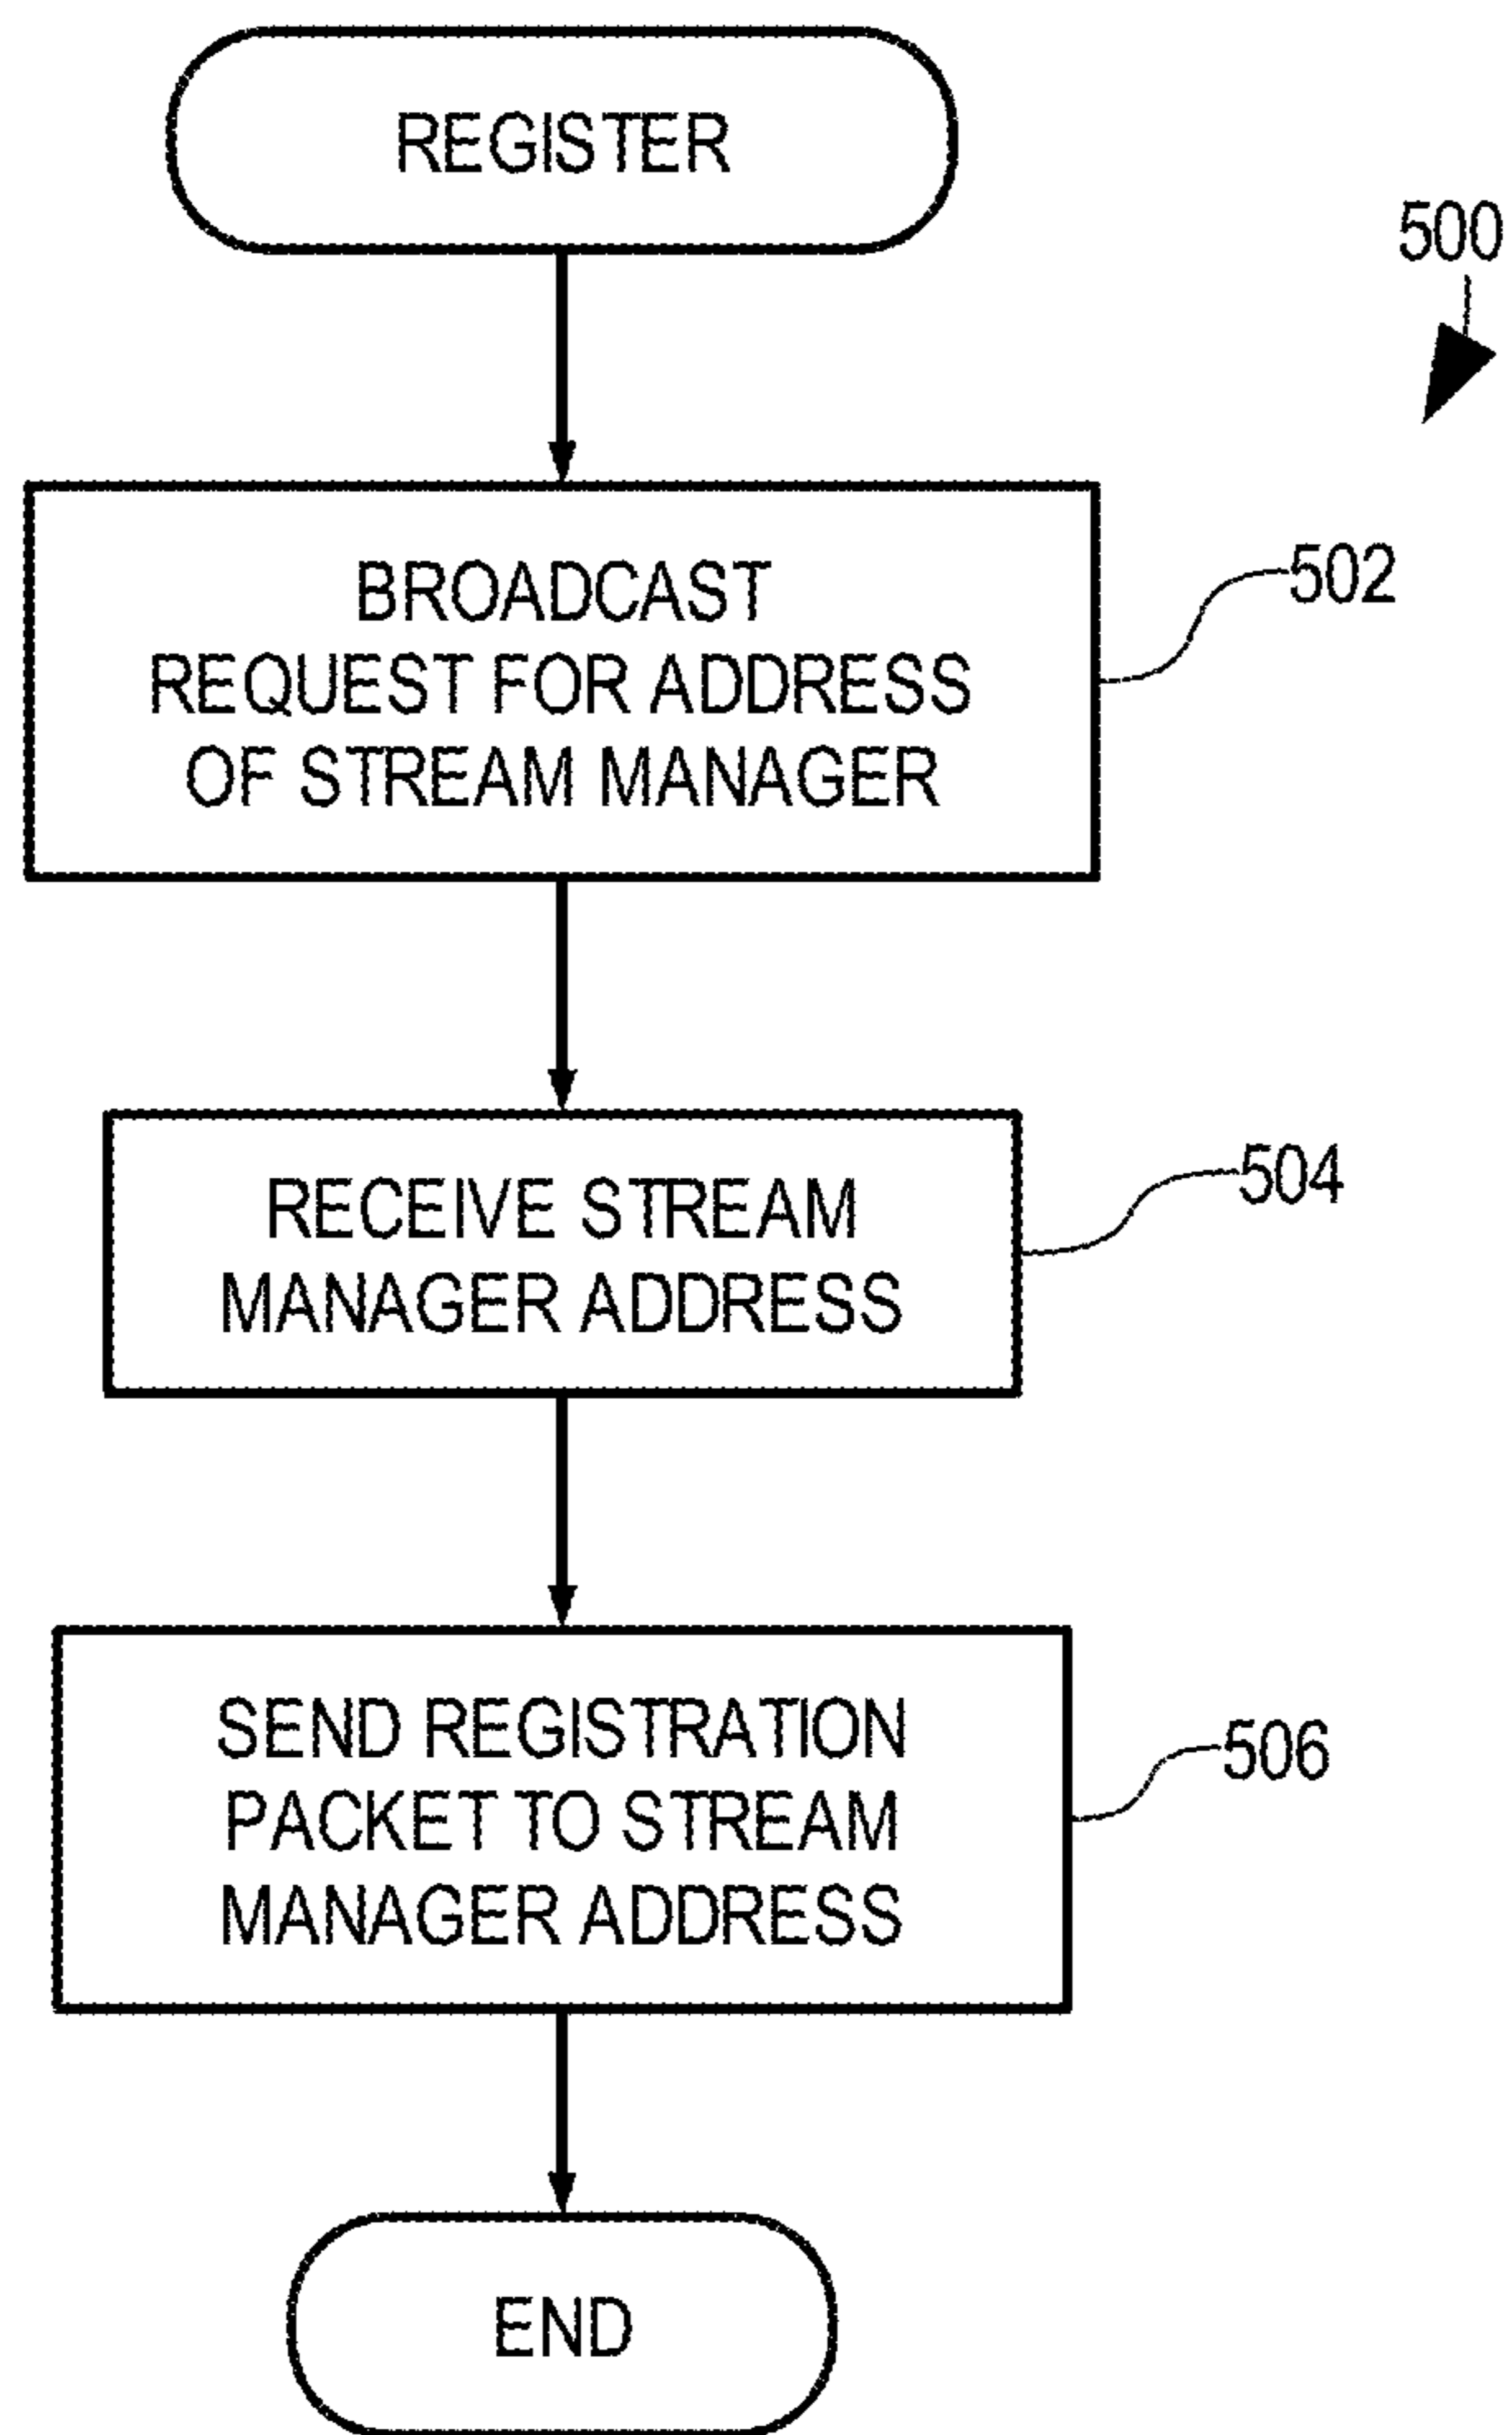 REGISTER
500
BROADCAST
REQUEST FOR ADDRESS
OF STREAM MANAGER
502
RECEIVE STREAM
MANAGER ADDRESS
504
SEND REGISTRATION
PACKET TO STREAM
MANAGER ADDRESS
506
END